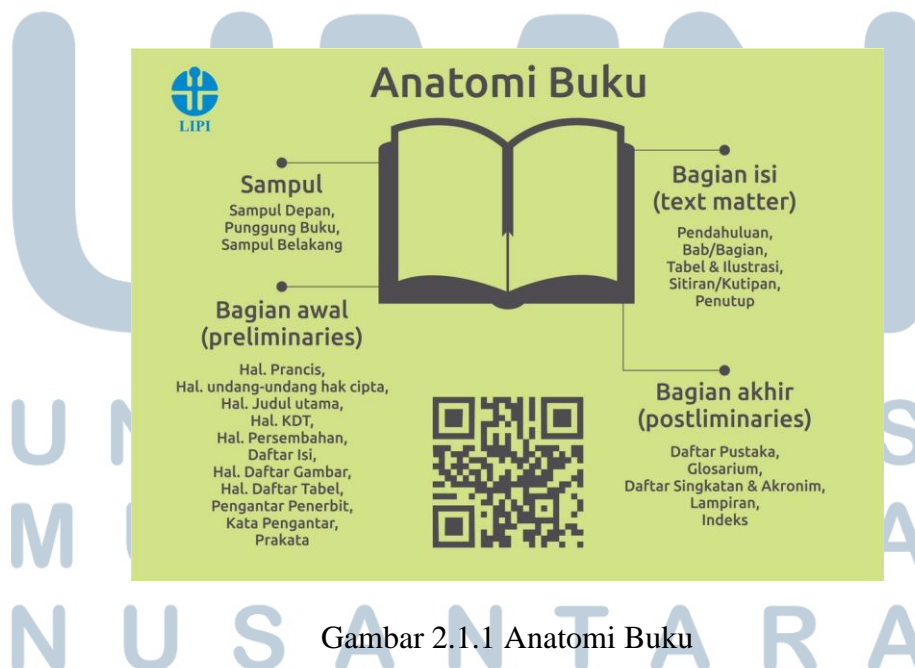 Anatomi Buku
LIPI
Sampul
Sampul Depan,
Punggung Buku,
Sampul Belakang
Bagian awal
(preliminaries)
Hal. Prancis,
Hal. undang-undang hak cipta,
Hal. Judul utama,
Hal. KDT,
Hal. Persembahan,
Daftar Isi,
Hal. Daftar Gambar,
Hal. Daftar Tabel,
Pengantar Penerbit,
Kata Pengantar,
Prakata
Bagian isi
(text matter)
Pendahuluan,
Bab/Bagian,
Tabel & Ilustrasi,
Sitiran/Kutipan,
Penutup
Bagian akhir
(postliminaries)
Daftar Pustaka,
Glosarium,
Daftar Singkatan & Akronim,
Lampiran,
Indeks
NUSANTARA
Gambar 2.1.1 Anatomi Buku